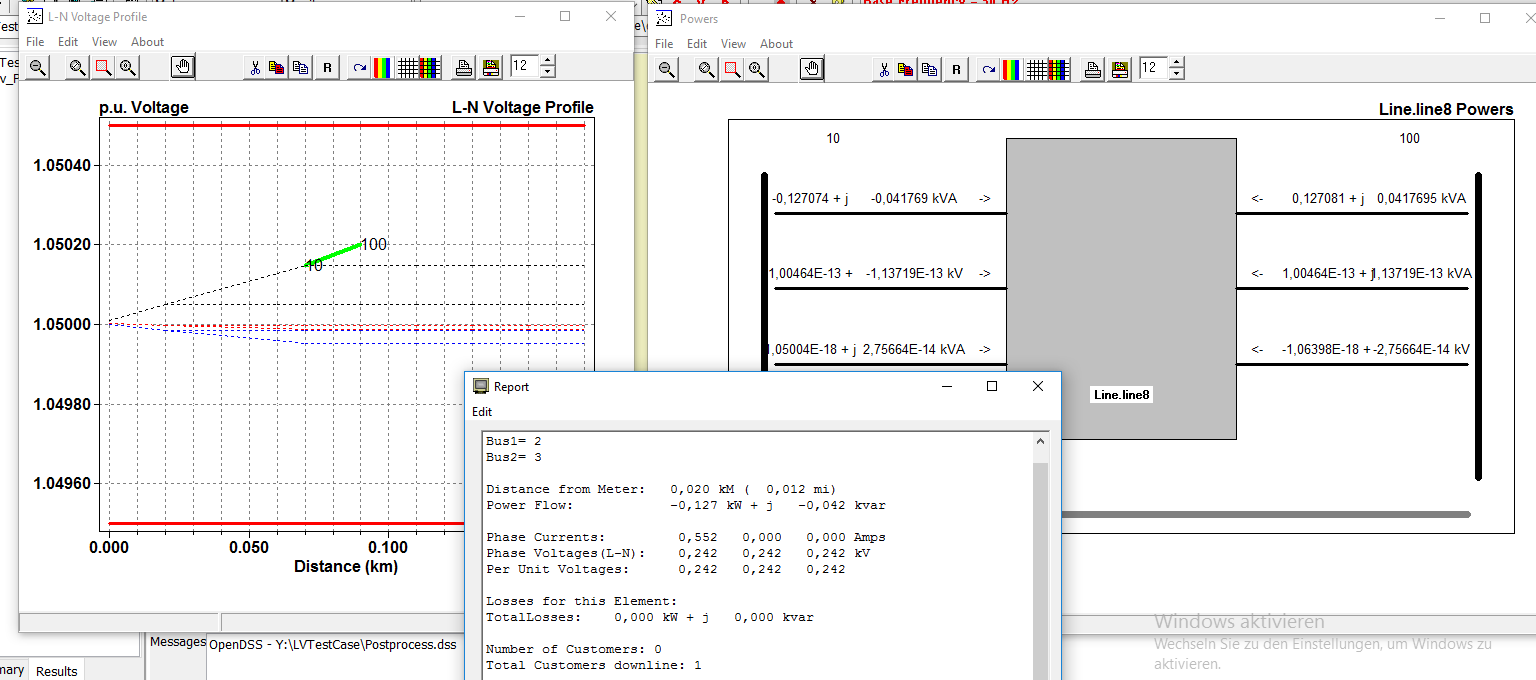 L-N Voltage Profile
File Edit View About
12
p.u. Voltage L-N Voltage Profile
1.05040
1.05020
1.05000
1.04980
1.04960
100
10
0.000 0.050 0.100
Distance (km)
Powers
File Edit View About
12
Line.line8 Powers
10 100
-0,127074 + j -0,041769 kVA -> <- 0,127081 + j 0,0417695 kVA
1,00464E-13 + -1,13719E-13 kV -> <- 1,00464E-13 + j 1,13719E-13 kVA
1,05004E-18 + j 2,75664E-14 kVA -> <- -1,06398E-18 + -2,75664E-14 kV
Line.line8
Report
Edit
Bus1= 2
Bus2= 3
Distance from Meter: 0,020 kM ( 0,012 mi)
Power Flow: -0,127 kW + j -0,042 kvar
Phase Currents: 0,552 0,000 0,000 Amps
Phase Voltages(L-N): 0,242 0,242 0,242 kV
Per Unit Voltages: 0,242 0,242 0,242
Losses for this Element:
TotalLosses: 0,000 kW + j 0,000 kvar
Number of Customers: 0
Total Customers downline: 1
Messages OpenDSS - Y:\LVTestCase\Postprocess.dss
mary Results
Windows aktivieren
Wechseln Sie zu den Einstellungen, um Windows zu
aktivieren.